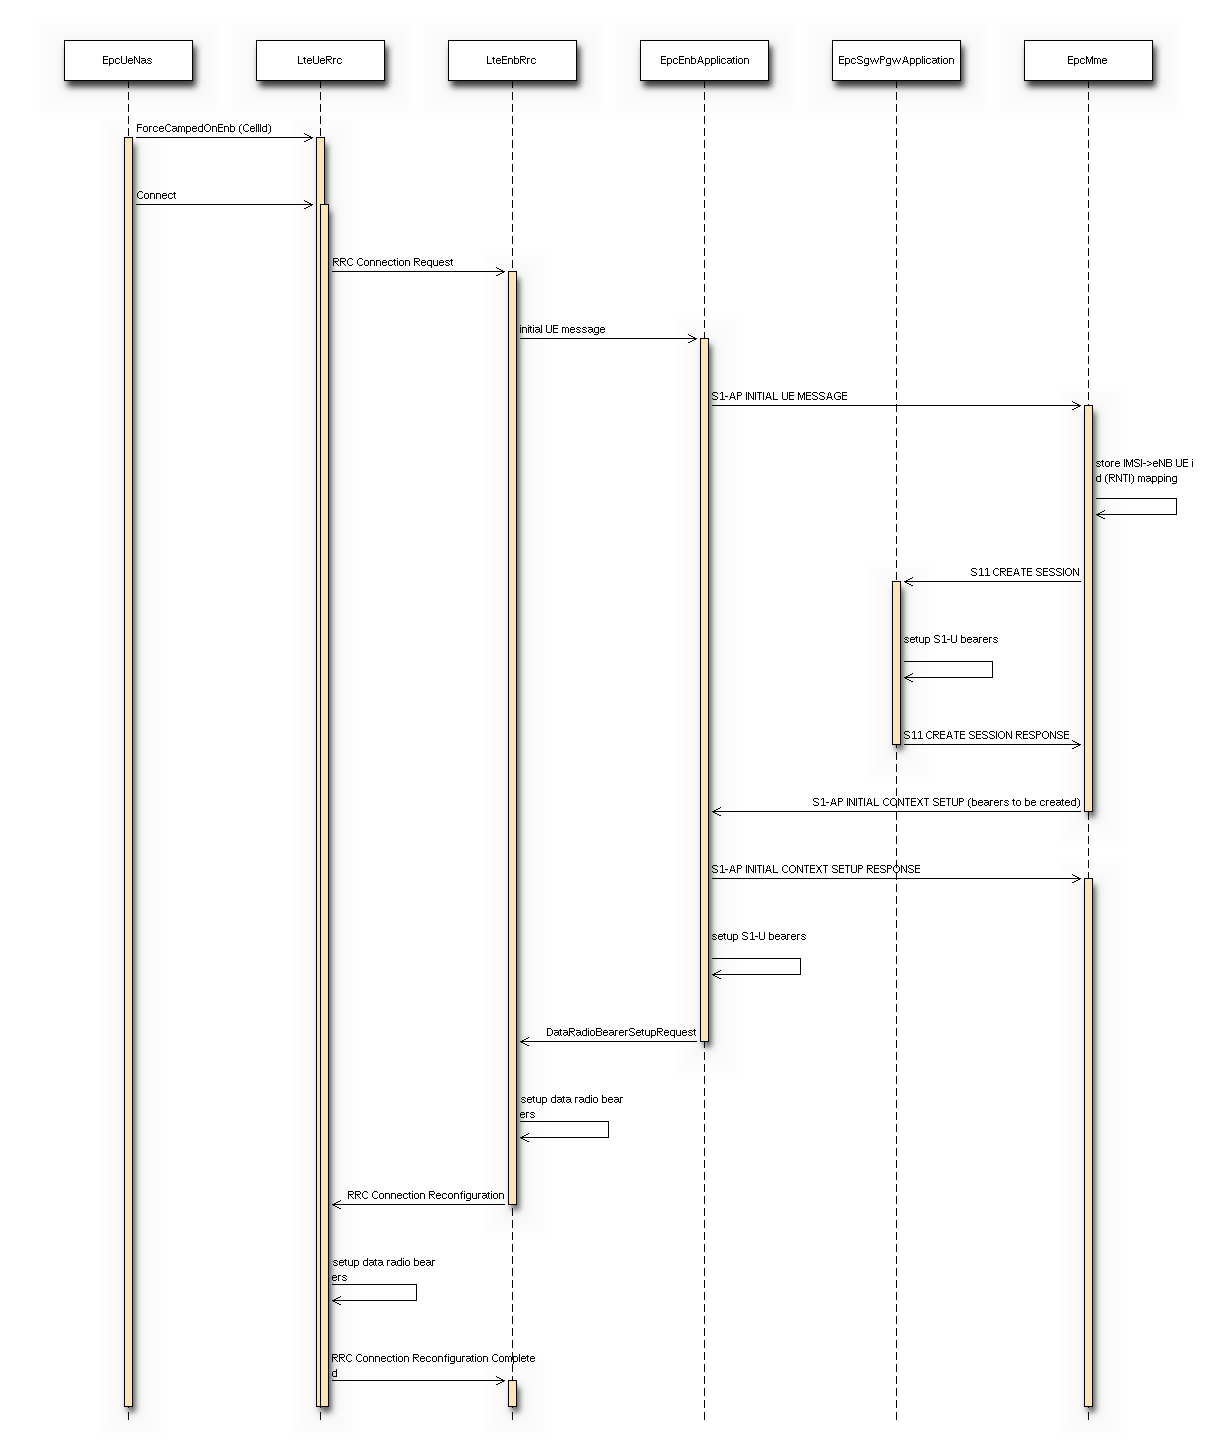 EpcUeNas
LteUeRrc
LteEnbRrc
EpcEnbApplication
EpcSgwPgwApplication
EpcMme
ForceCampedOnEnb (CellId)
Connect
RRC Connection Request
initial UE message
S1-AP INITIAL UE MESSAGE
store IMSI->eNB UE i
d (RNTI) mapping
S11 CREATE SESSION
setup S1-U bearers
S11 CREATE SESSION RESPONSE
S1-AP INITIAL CONTEXT SETUP (bearers to be created)
S1-AP INITIAL CONTEXT SETUP RESPONSE
setup S1-U bearers
DataRadioBearerSetupRequest
setup data radio bear
ers
RRC Connection Reconfiguration
setup data radio bear
ers
RRC Connection Reconfiguration Complete
d